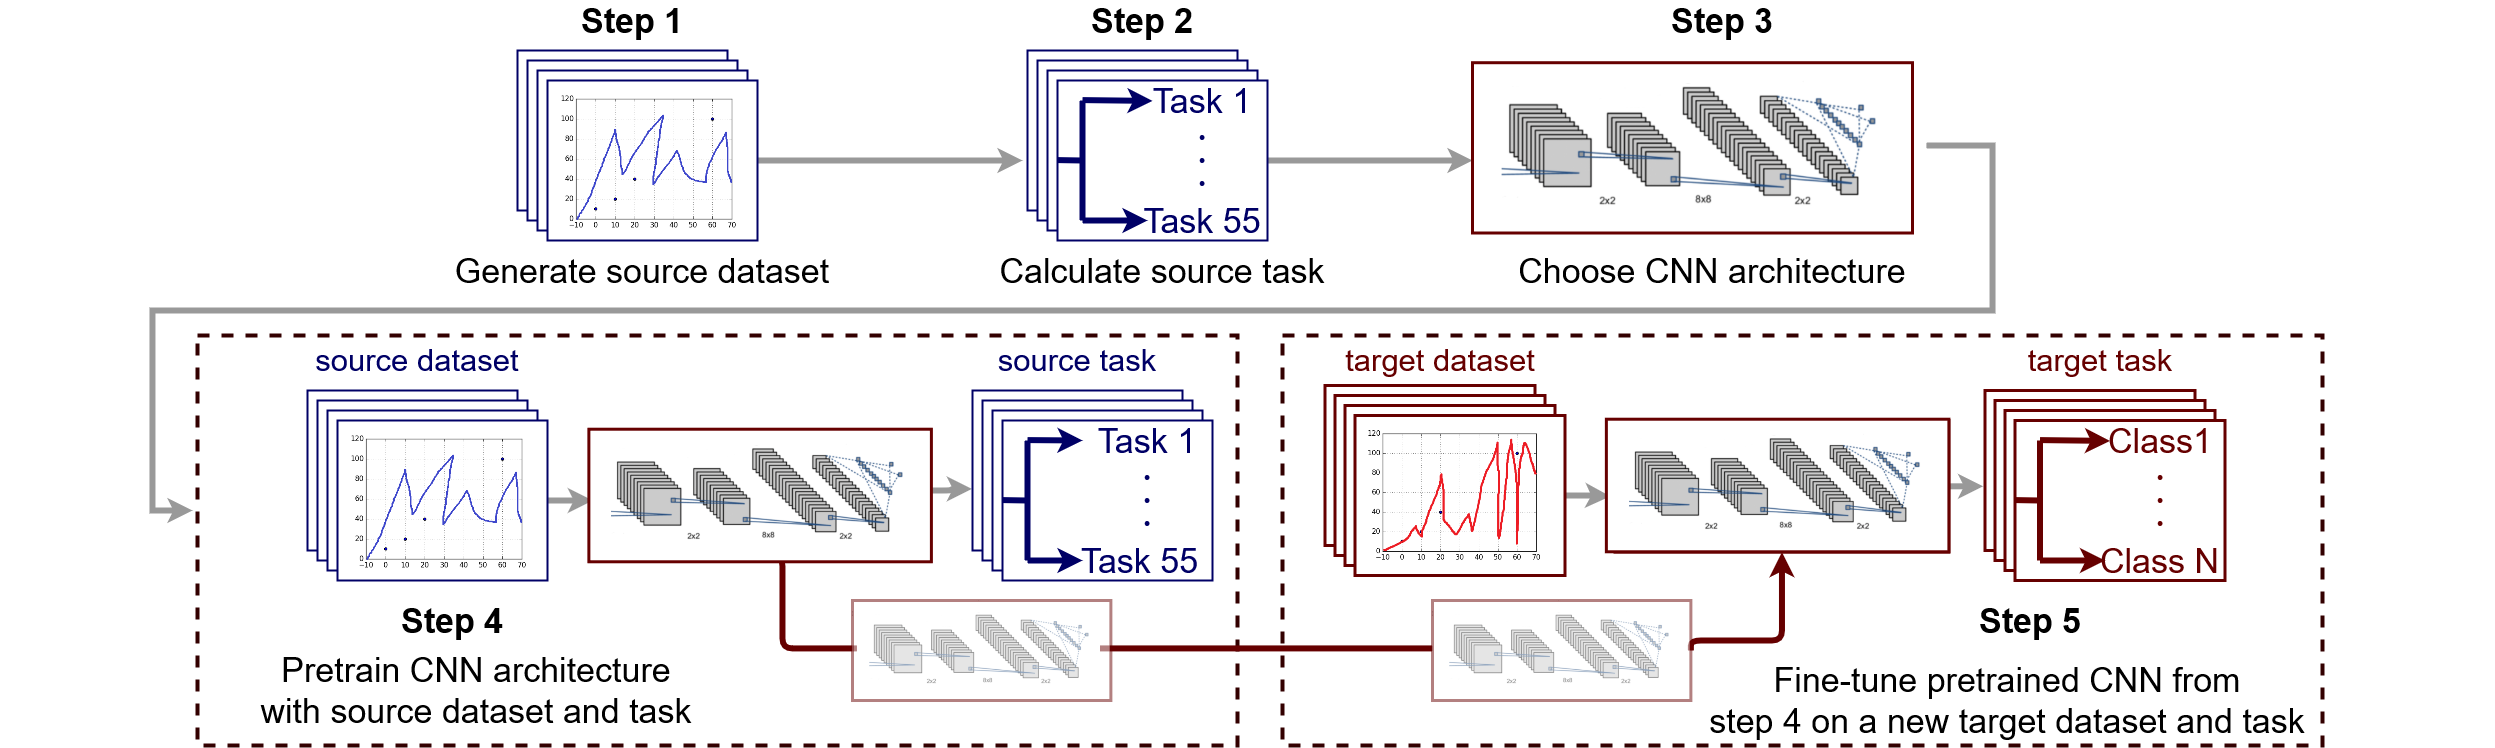 Step 1
Step 2
Step 3
120
100
80
60
40
20
0
−10 0 10 20 30 40 50 60 70
Task 1
Task 55
2x2 8x8 2x2
Generate source dataset
Calculate source task
Choose CNN architecture
source dataset
source task
120
100
80
60
40
20
0
−10 0 10 20 30 40 50 60 70
2x2 8x8 2x2
Task 1
Task 55
Step 4
Pretrain CNN architecture
with source dataset and task
2x2 8x8 2x2
target dataset
target task
120
100
80
60
40
20
0
−10 0 10 20 30 40 50 60 70
2x2 8x8 2x2
Class1
Class N
2x2 8x8 2x2
Step 5
Fine-tune pretrained CNN from
step 4 on a new target dataset and task